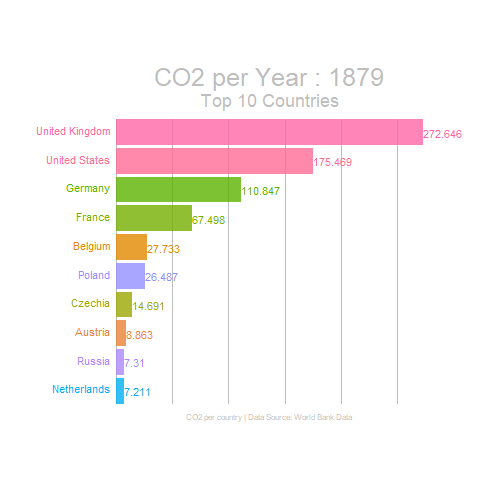 CO2 per Year : 1879
Top 10 Countries
United Kingdom 272.646
United States 175.469
Germany 110.847
France 67.498
Belgium 27.733
Poland 26.487
Czechia 14.691
Austria 8.863
Russia 7.31
Netherlands 7.211
CO2 per country | Data Source: World Bank Data